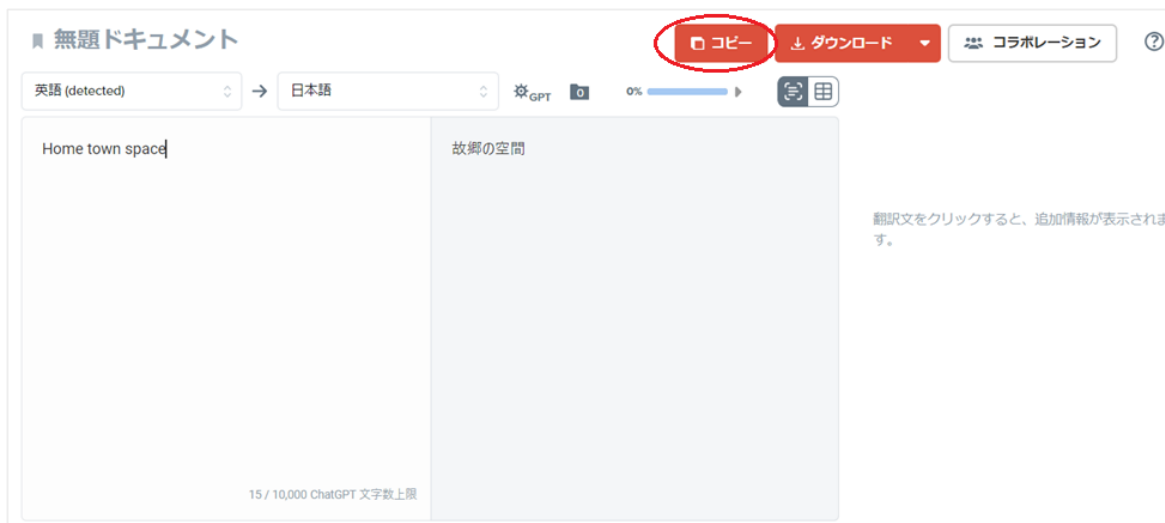 無題ドキュメント
コピー
ダウンロード
コラボレーション
?
英語 (detected)
日本語
GPT
0
0%
Home town space
故郷の空間
翻訳文をクリックすると、追加情報が表示されま
す。
15 / 10,000 ChatGPT 文字数上限